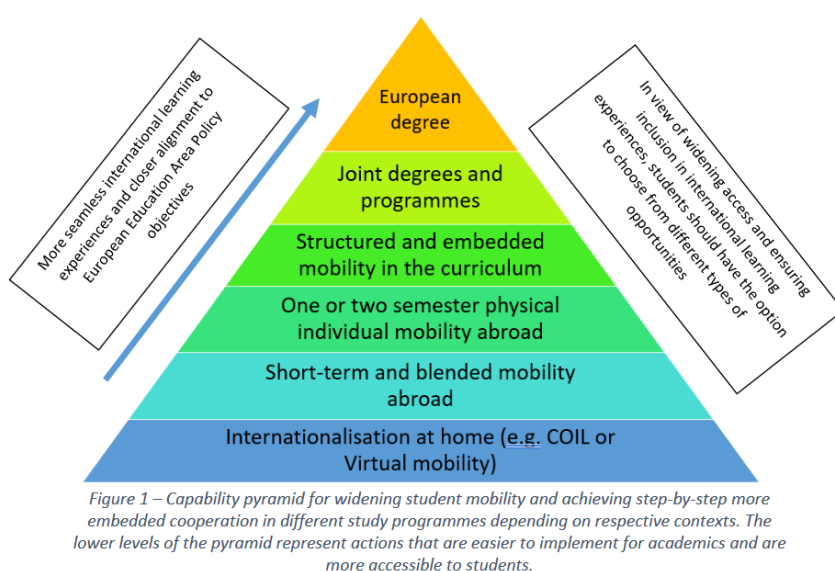 More seamless international learning
experiences and closer alignment to
European Education Area Policy
objectives
European
degree
Joint degrees and
programmes
Structured and embedded
mobility in the curriculum
One or two semester physical
individual mobility abroad
Short-term and blended mobility
abroad
Internationalisation at home (e.g. COIL or
Virtual mobility)
In view of widening access and ensuring
inclusion in international learning
experiences, students should have the option
to choose from different types of
opportunities
Figure 1 – Capability pyramid for widening student mobility and achieving step-by-step more
embedded cooperation in different study programmes depending on respective contexts. The
lower levels of the pyramid represent actions that are easier to implement for academics and are
more accessible to students.